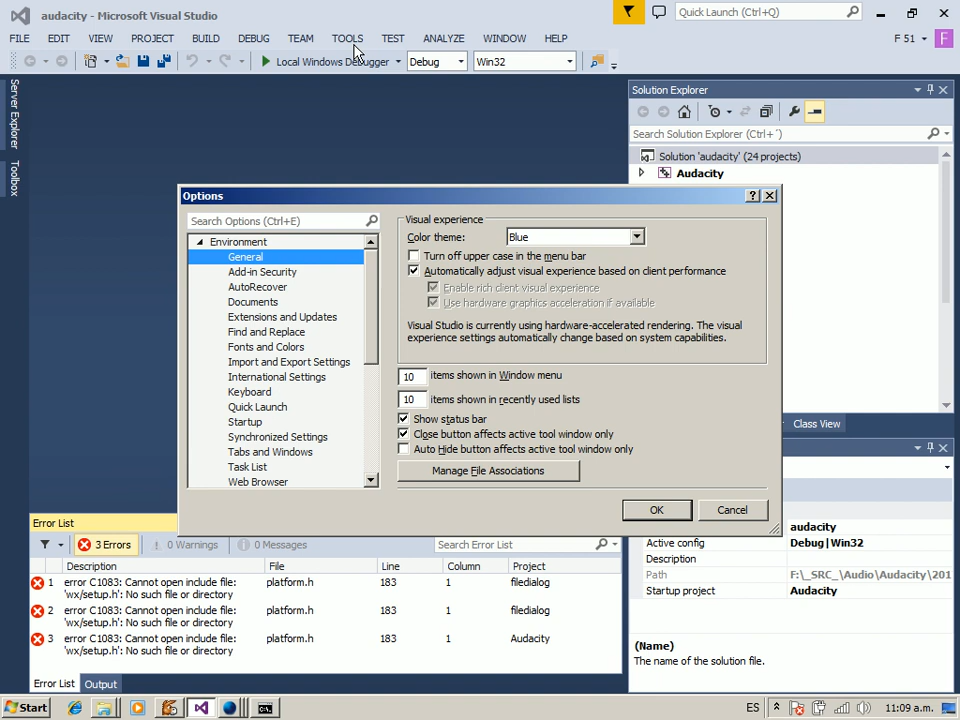 audacity - Microsoft Visual Studio
Quick Launch (Ctrl+Q)
FILE EDIT VIEW PROJECT BUILD DEBUG TEAM TOOLS TEST ANALYZE WINDOW HELP
F 51 F
Local Windows Debugger Debug Win32
Server Explorer
Toolbox
Solution Explorer
Search Solution Explorer (Ctrl+´)
Solution 'audacity' (24 projects)
Audacity
Options
Search Options (Ctrl+E)
Environment
General
Add-in Security
AutoRecover
Documents
Extensions and Updates
Find and Replace
Fonts and Colors
Import and Export Settings
International Settings
Keyboard
Quick Launch
Startup
Synchronized Settings
Tabs and Windows
Task List
Web Browser
Visual experience
Color theme: Blue
Turn off upper case in the menu bar
Automatically adjust visual experience based on client performance
Enable rich client visual experience
Use hardware graphics acceleration if available
Visual Studio is currently using hardware-accelerated rendering. The visual
experience settings automatically change based on system capabilities.
10 items shown in Window menu
10 items shown in recently used lists
Show status bar
Close button affects active tool window only
Auto Hide button affects active tool window only
Manage File Associations
OK Cancel
Class View
audacity
Active config Debug|Win32
Description
Path F:\_SRC_\Audio\Audacity\201
Startup project Audacity
(Name)
The name of the solution file.
Error List
3 Errors 0 Warnings 0 Messages Search Error List
Description File Line Column Project
1 error C1083: Cannot open include file: platform.h 183 1 filedialog
'wx/setup.h': No such file or directory
2 error C1083: Cannot open include file: platform.h 183 1 filedialog
'wx/setup.h': No such file or directory
3 error C1083: Cannot open include file: platform.h 183 1 Audacity
'wx/setup.h': No such file or directory
Error List Output
Start ES 11:09 a.m.